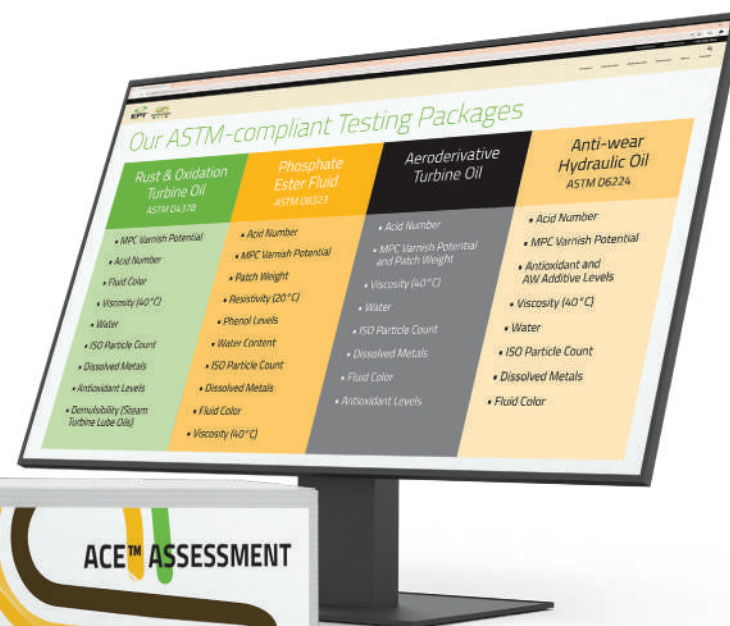 EPT
Our ASTM-compliant Testing Packages
Rust & Oxidation
Turbine Oil
ASTM D4378
• MPC Varnish Potential
• Acid Number
• Fluid Color
• Viscosity (40°C)
• Water
• ISO Particle Count
• Dissolved Metals
• Antioxidant Levels
• Demulsibility (Steam
Turbine Lube Oils)
Phosphate
Ester Fluid
ASTM D8323
• Acid Number
• MPC Varnish Potential
• Patch Weight
• Resistivity (20°C)
• Phenol Levels
• Water Content
• ISO Particle Count
• Dissolved Metals
• Fluid Color
• Viscosity (40°C)
Aeroderivative
Turbine Oil
• Acid Number
• MPC Varnish Potential
and Patch Weight
• Viscosity (40°C)
• Water
• ISO Particle Count
• Dissolved Metals
• Fluid Color
• Antioxidant Levels
Anti-wear
Hydraulic Oil
ASTM D6224
• Acid Number
• MPC Varnish Potential
• Antioxidant and
AW Additive Levels
• Viscosity (40°C)
• Water
• ISO Particle Count
• Dissolved Metals
• Fluid Color
ACE™ ASSESSMENT